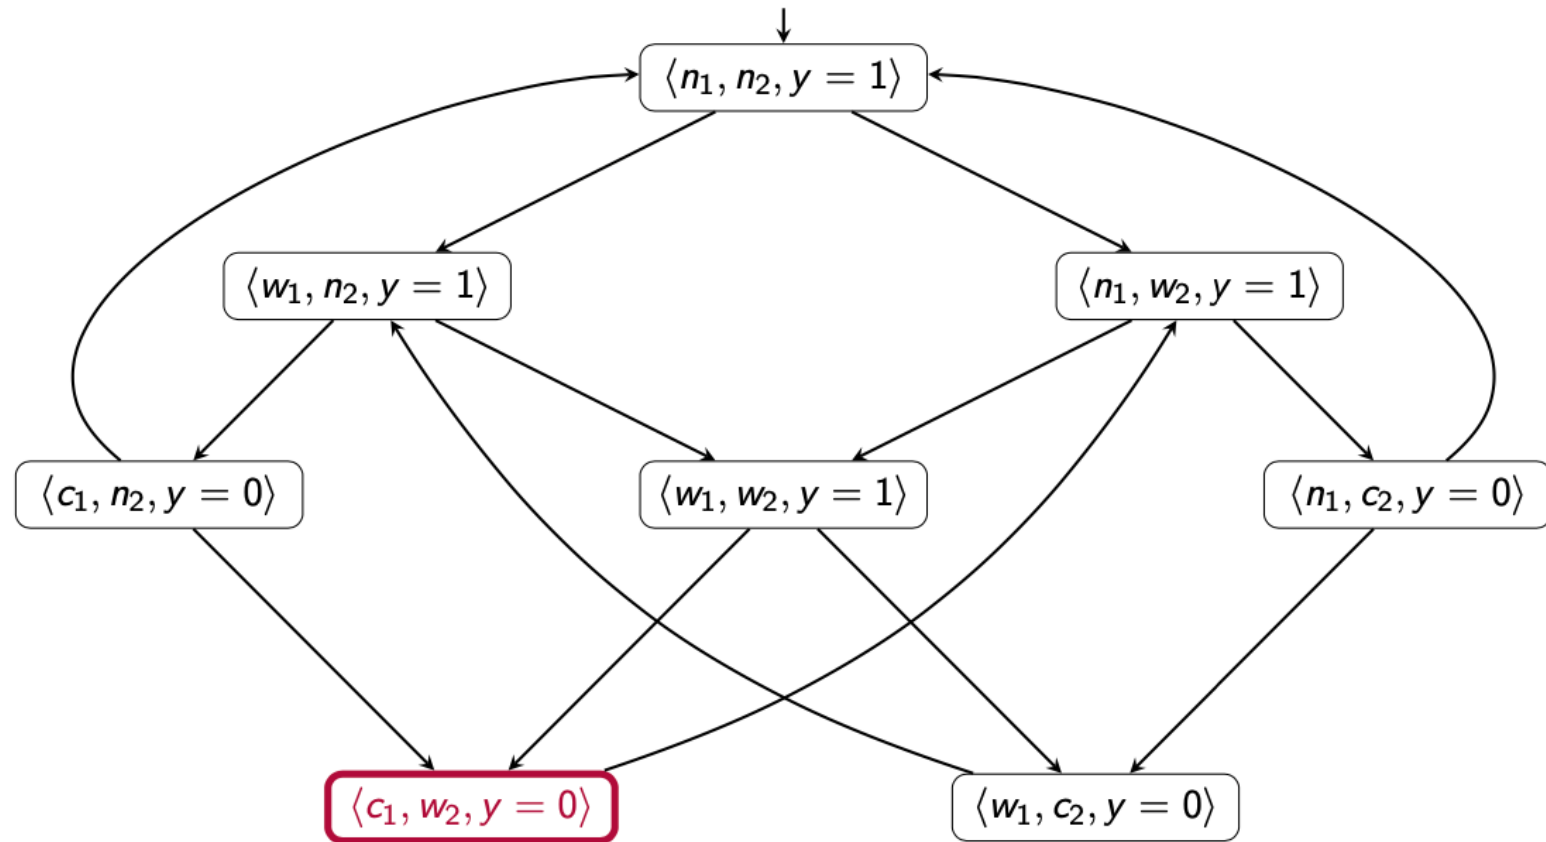 ⟨n₁, n₂, y = 1⟩
⟨w₁, n₂, y = 1⟩
⟨n₁, w₂, y = 1⟩
⟨c₁, n₂, y = 0⟩
⟨w₁, w₂, y = 1⟩
⟨n₁, c₂, y = 0⟩
⟨c₁, w₂, y = 0⟩
⟨w₁, c₂, y = 0⟩